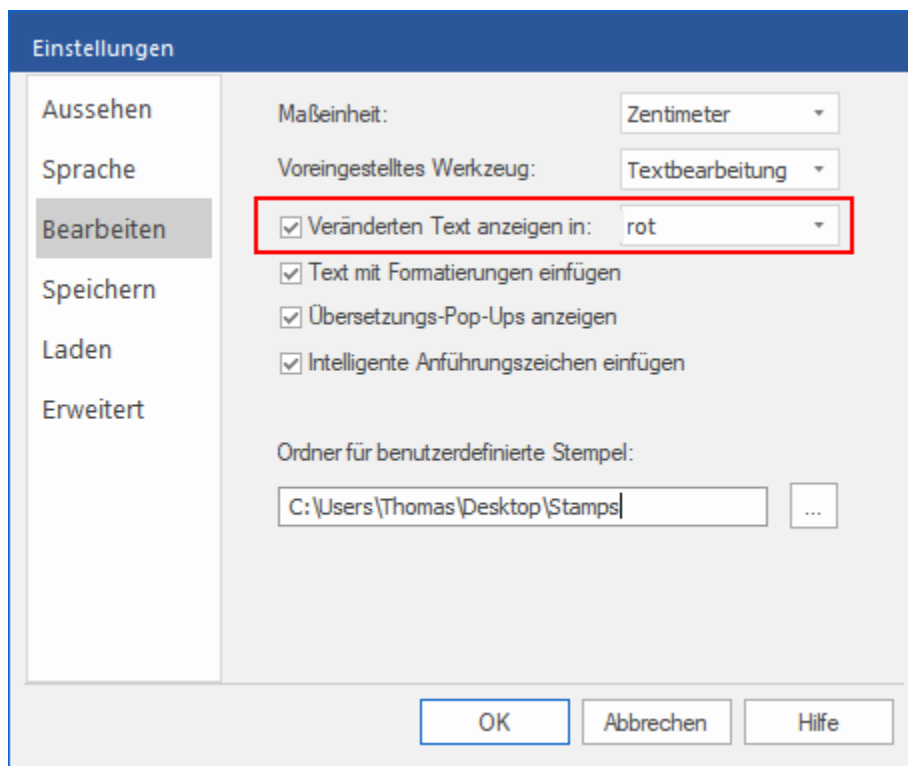 Einstellungen
Aussehen
Sprache
Bearbeiten
Speichern
Laden
Erweitert
Maßeinheit: Zentimeter
Voreingestelltes Werkzeug: Textbearbeitung
Veränderten Text anzeigen in: rot
Text mit Formatierungen einfügen
Übersetzungs-Pop-Ups anzeigen
Intelligente Anführungszeichen einfügen
Ordner für benutzerdefinierte Stempel:
C:\Users\Thomas\Desktop\Stamps ...
OK Abbrechen Hilfe